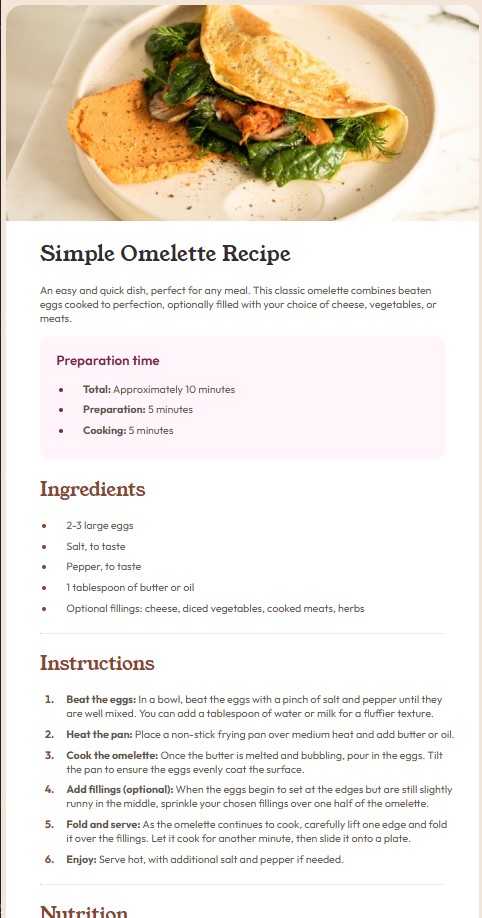 Simple Omelette Recipe
An easy and quick dish, perfect for any meal. This classic omelette combines beaten
eggs cooked to perfection, optionally filled with your choice of cheese, vegetables, or
meats.
Preparation time
• Total: Approximately 10 minutes
• Preparation: 5 minutes
• Cooking: 5 minutes
Ingredients
• 2-3 large eggs
• Salt, to taste
• Pepper, to taste
• 1 tablespoon of butter or oil
• Optional fillings: cheese, diced vegetables, cooked meats, herbs
Instructions
1. Beat the eggs: In a bowl, beat the eggs with a pinch of salt and pepper until they
are well mixed. You can add a tablespoon of water or milk for a fluffier texture.
2. Heat the pan: Place a non-stick frying pan over medium heat and add butter or oil.
3. Cook the omelette: Once the butter is melted and bubbling, pour in the eggs. Tilt
the pan to ensure the eggs evenly coat the surface.
4. Add fillings (optional): When the eggs begin to set at the edges but are still slightly
runny in the middle, sprinkle your chosen fillings over one half of the omelette.
5. Fold and serve: As the omelette continues to cook, carefully lift one edge and fold
it over the fillings. Let it cook for another minute, then slide it onto a plate.
6. Enjoy: Serve hot, with additional salt and pepper if needed.
Nutrition